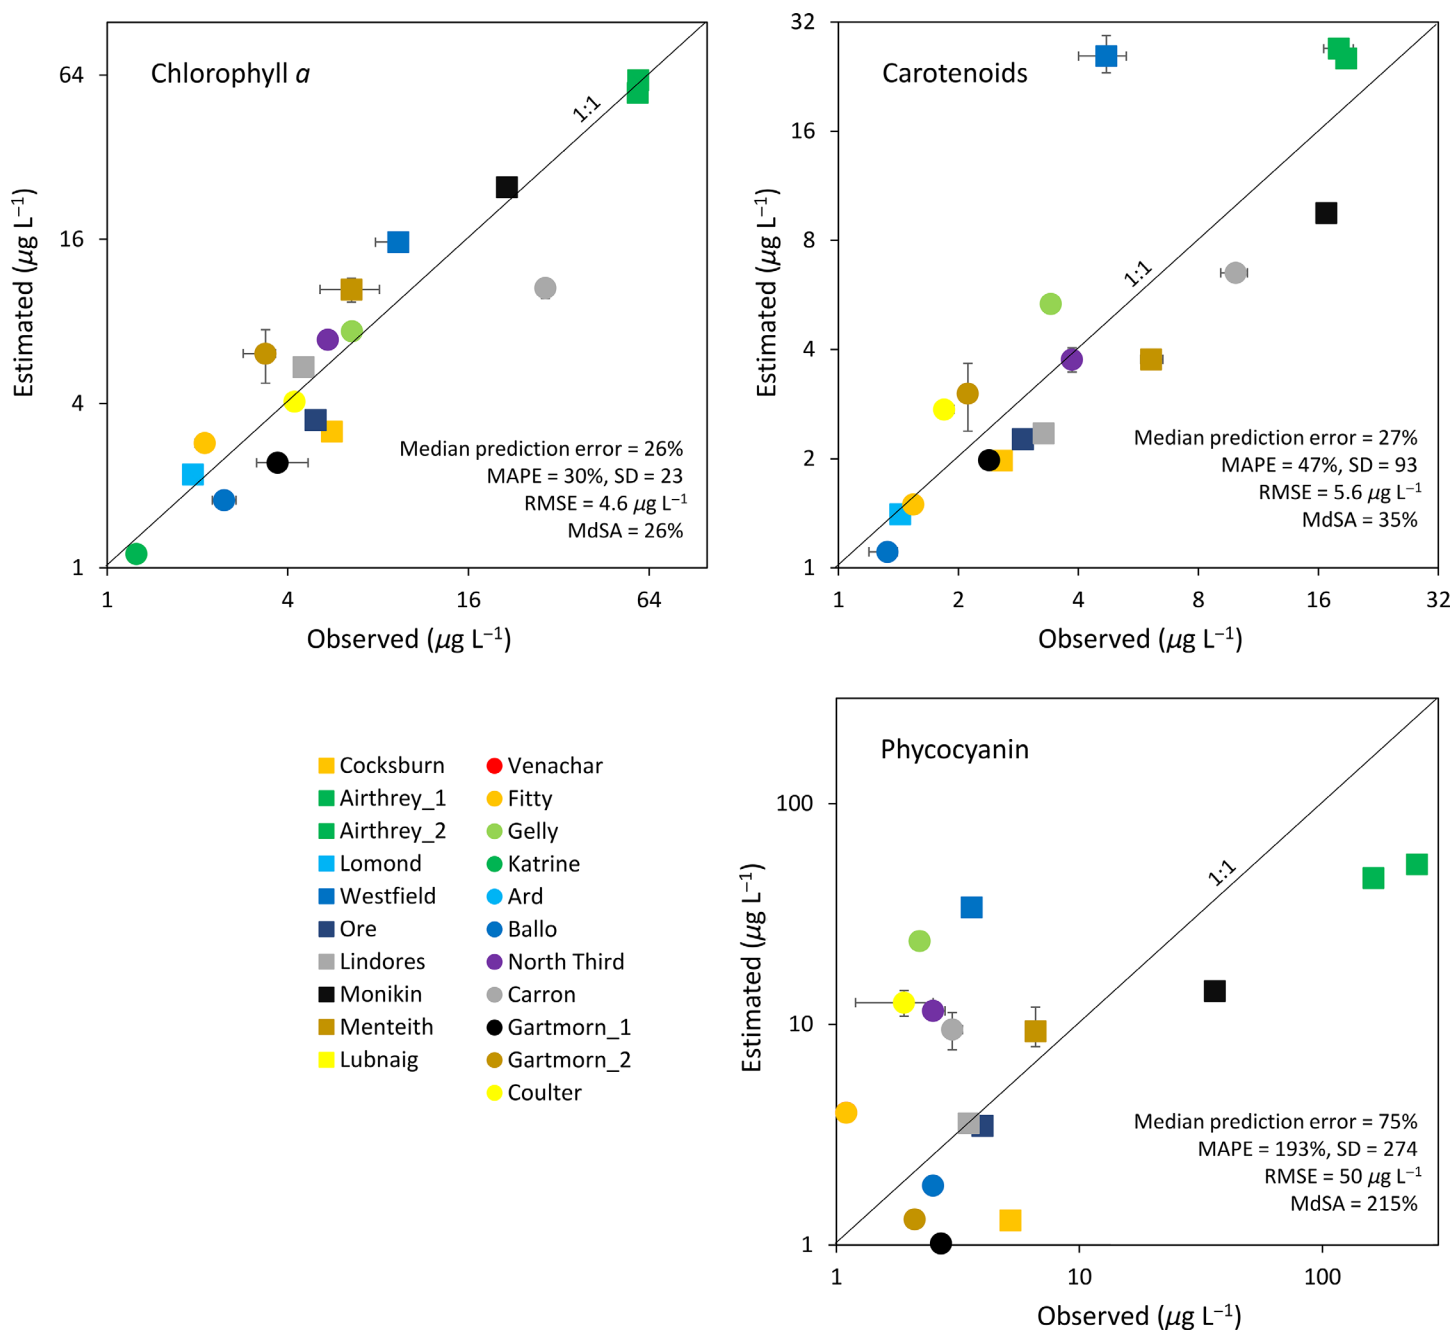 Chlorophyll a
1:1
64
16
4
1
Estimated (µg L⁻¹)
Median prediction error = 26%
MAPE = 30%, SD = 23
RMSE = 4.6 µg L⁻¹
MdSA = 26%
1 4 16 64
Observed (µg L⁻¹)
Carotenoids
1:1
32
16
8
4
2
1
Estimated (µg L⁻¹)
Median prediction error = 27%
MAPE = 47%, SD = 93
RMSE = 5.6 µg L⁻¹
MdSA = 35%
1 2 4 8 16 32
Observed (µg L⁻¹)
Cocksburn
Airthrey_1
Airthrey_2
Lomond
Westfield
Ore
Lindores
Monikin
Menteith
Lubnaig
Venachar
Fitty
Gelly
Katrine
Ard
Ballo
North Third
Carron
Gartmorn_1
Gartmorn_2
Coulter
Phycocyanin
1:1
100
10
1
Estimated (µg L⁻¹)
Median prediction error = 75%
MAPE = 193%, SD = 274
RMSE = 50 µg L⁻¹
MdSA = 215%
1 10 100
Observed (µg L⁻¹)